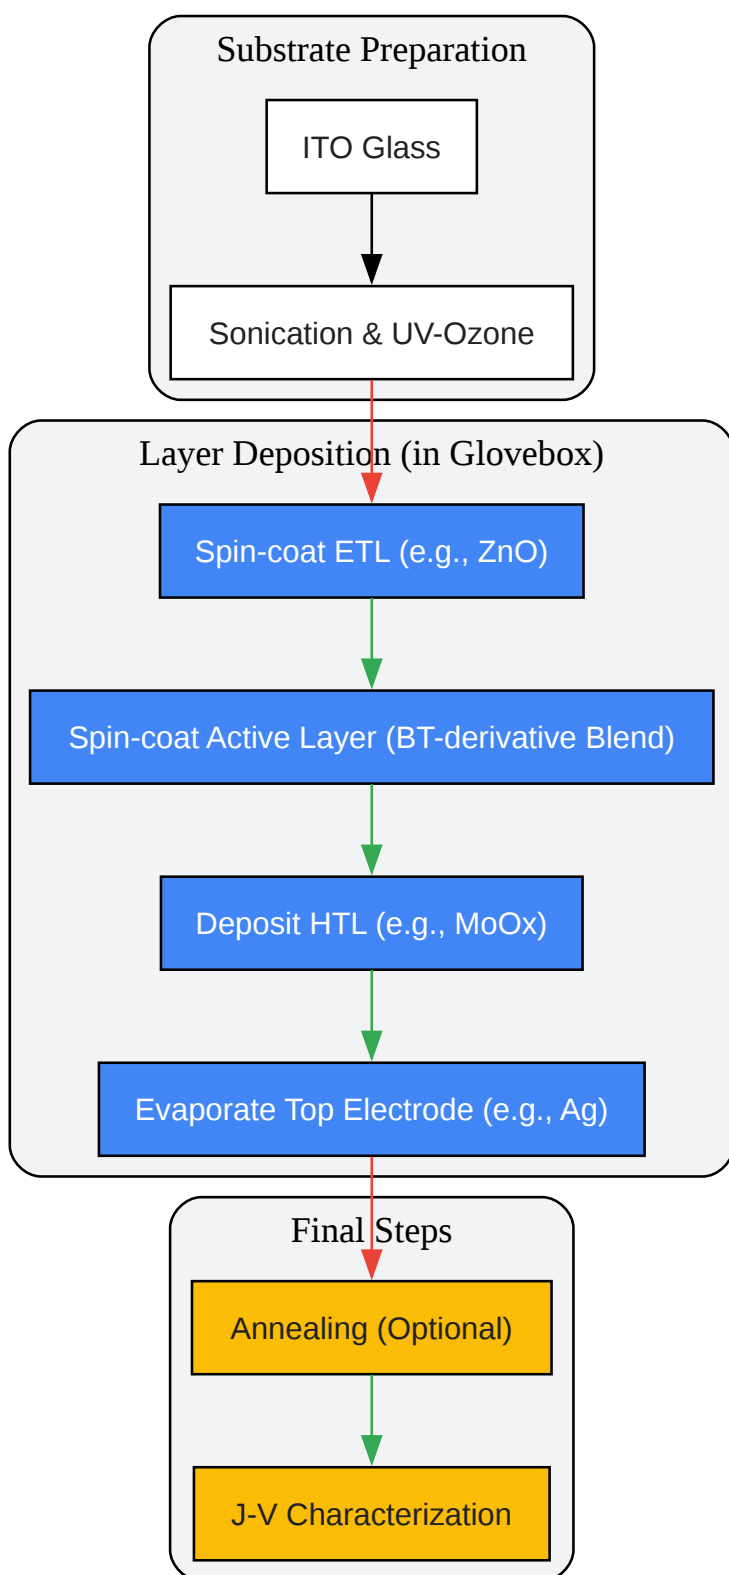 Substrate Preparation
ITO Glass
Sonication & UV-Ozone
Layer Deposition (in Glovebox)
Spin-coat ETL (e.g., ZnO)
Spin-coat Active Layer (BT-derivative Blend)
Deposit HTL (e.g., MoOx)
Evaporate Top Electrode (e.g., Ag)
Final Steps
Annealing (Optional)
J-V Characterization